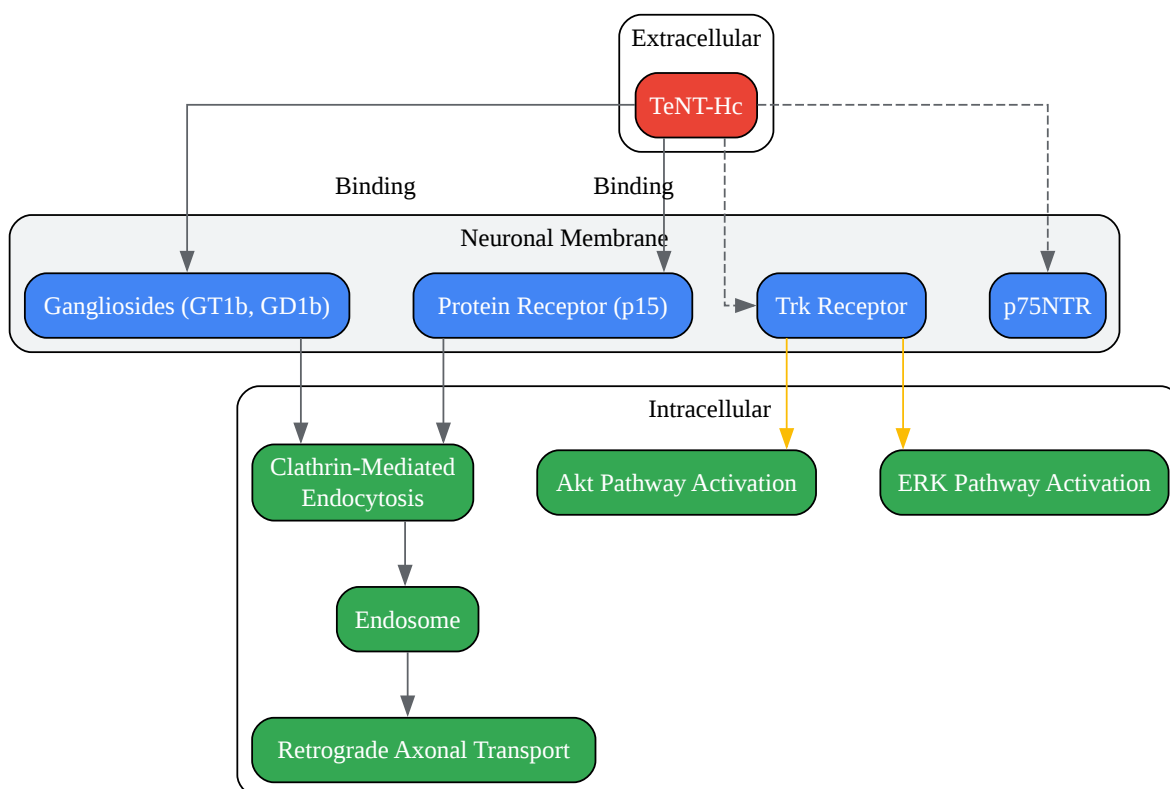 Extracellular
TeNT-Hc
Binding
Binding
Neuronal Membrane
Gangliosides (GT1b, GD1b)
Protein Receptor (p15)
Trk Receptor
p75NTR
Intracellular
Clathrin-Mediated
Endocytosis
Akt Pathway Activation
ERK Pathway Activation
Endosome
Retrograde Axonal Transport